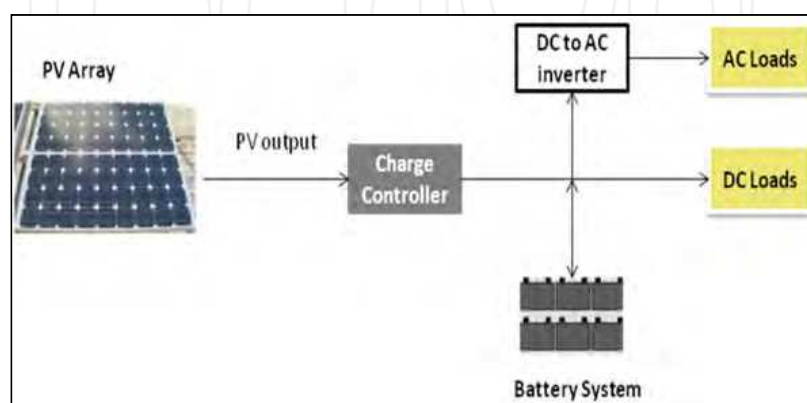 PV Array
PV output
Charge
Controller
DC to AC
inverter
AC Loads
DC Loads
Battery System